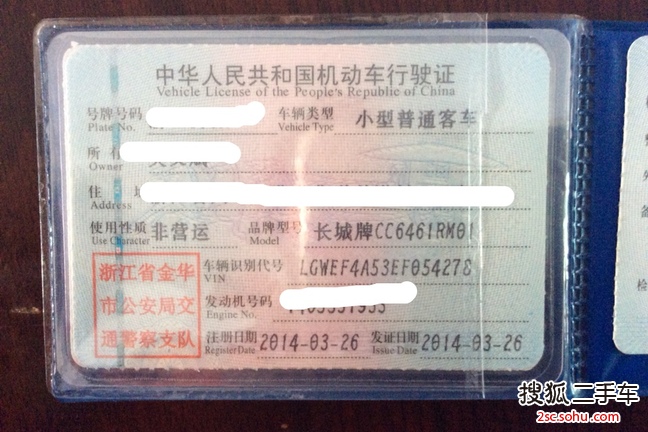 中华人民共和国机动车行驶证
Vehicle License of the People's Republic of China
号牌号码 车辆类型 小型普通客车
Plate No. Vehicle Type
所
Owner
住 址
Address
使用性质 非营运 品牌型号 长城牌CC6461RM01
Use Character Model
浙江省金华 车辆识别代号 LGWEF4A53EF054278
VIN
市公安局交 发动机号码
Engine No.
通警察支队 注册日期 2014-03-26 发证日期 2014-03-26
Register Date Issue Date
搜狐二手车
2sc.sohu.com